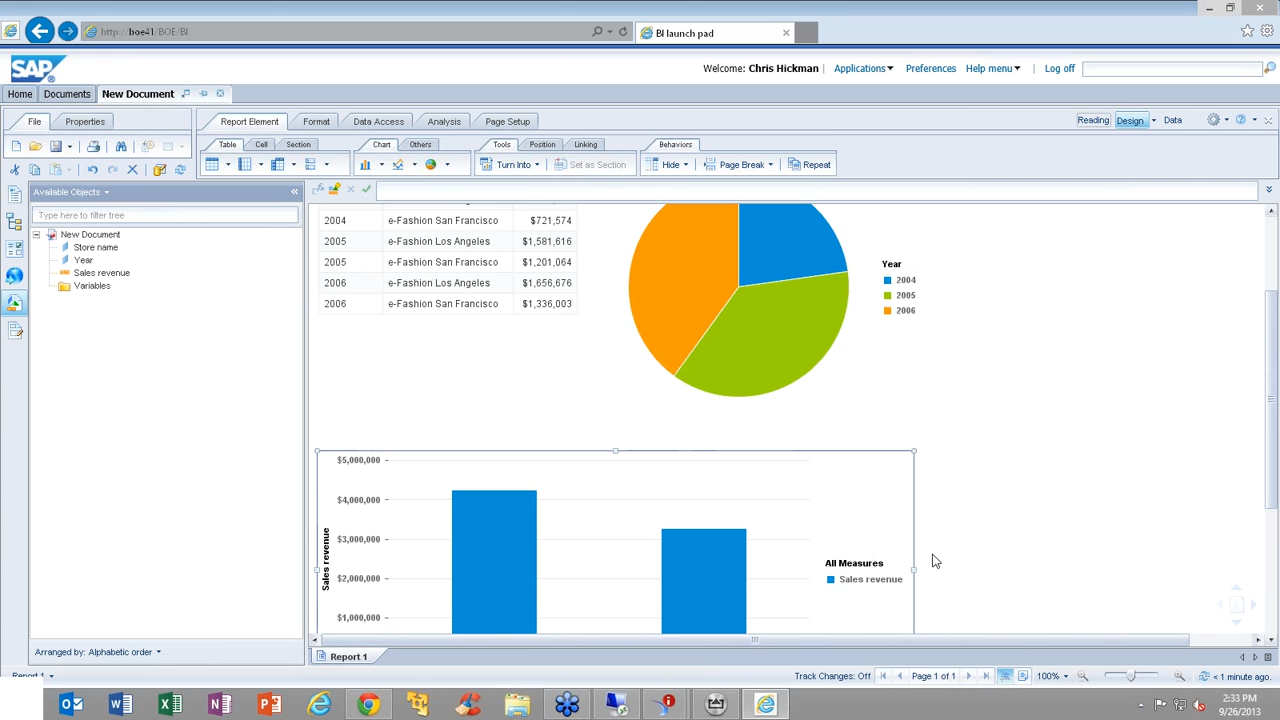 http://boe41/BOE/BI
BI launch pad
SAP
Welcome: Chris Hickman
Applications
Preferences
Help menu
Log off
Home
Documents
New Document
File
Properties
Report Element
Format
Data Access
Analysis
Page Setup
Reading
Design
Data
Table
Cell
Section
Chart
Others
Tools
Position
Linking
Behaviors
Turn Into
Set as Section
Hide
Page Break
Repeat
Available Objects
Type here to filter tree
New Document
Store name
Year
Sales revenue
Variables
Arranged by: Alphabetic order
2004 e-Fashion San Francisco $721,574
2005 e-Fashion Los Angeles $1,581,616
2005 e-Fashion San Francisco $1,201,064
2006 e-Fashion Los Angeles $1,656,676
2006 e-Fashion San Francisco $1,336,003
Year
2004
2005
2006
$5,000,000
$4,000,000
$3,000,000
$2,000,000
$1,000,000
Sales revenue
All Measures
Sales revenue
1
Report 1
Report 1
Track Changes: Off
Page 1 of 1
100%
< 1 minute ago.
2:33 PM
9/26/2013